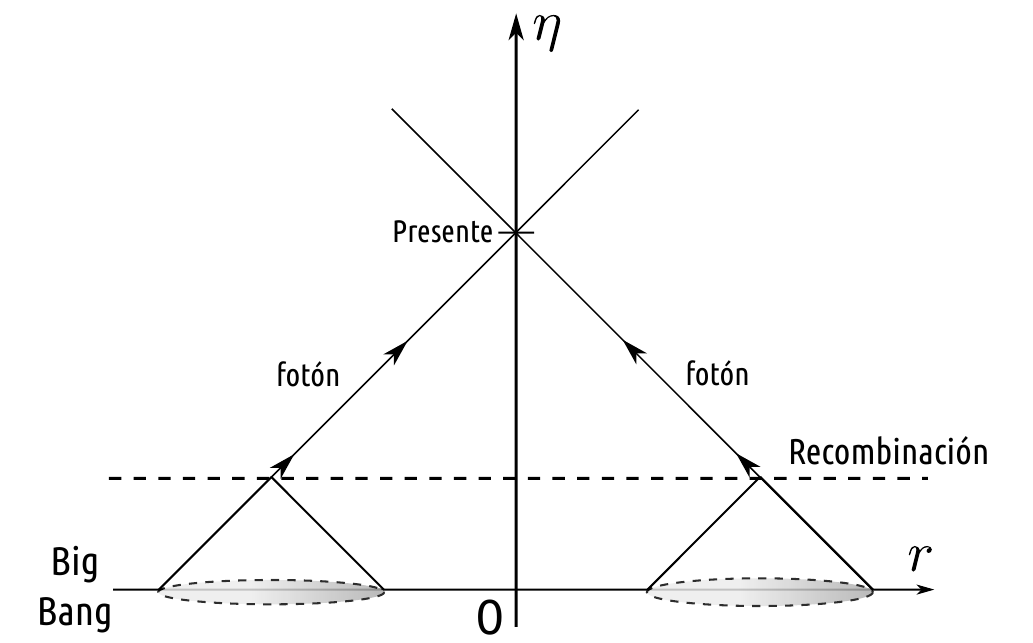 η
Presente
fotón
fotón
Recombinación
Big
Bang
r
0